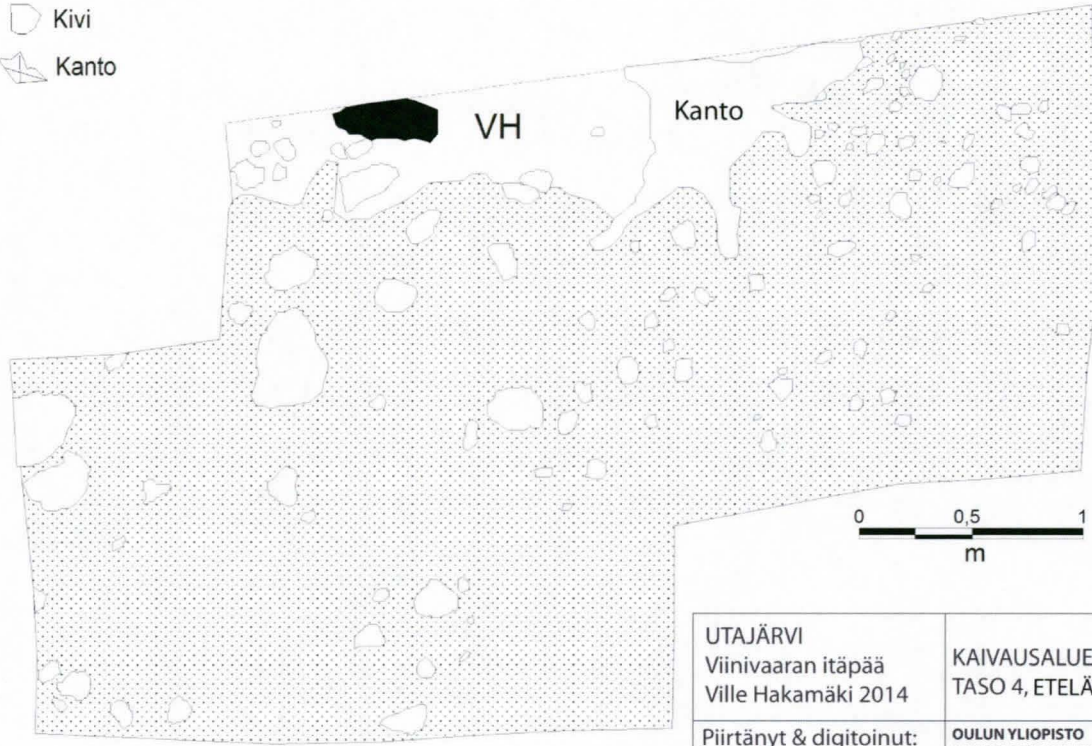 Kivi
Kanto
VH
Kanto
0 0,5 1
m
UTAJÄRVI
Viinivaaran itäpää
Ville Hakamäki 2014
KAIVAUSALUE
TASO 4, ETELÄ
Piirtänyt & digitoinut:
OULUN YLIOPISTO